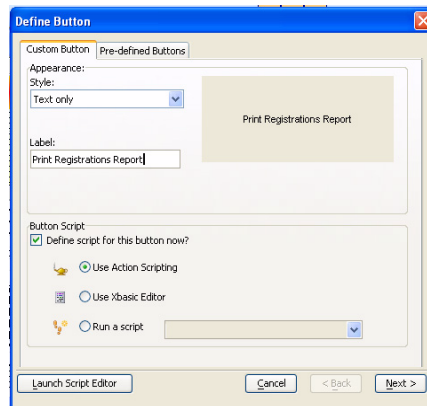 Define Button
Custom Button
Pre-defined Buttons
Appearance:
Style:
Text only
Print Registrations Report
Label:
Print Registrations Report
Button Script
Define script for this button now?
Use Action Scripting
Use Xbasic Editor
Run a script
Launch Script Editor
Cancel
< Back
Next >